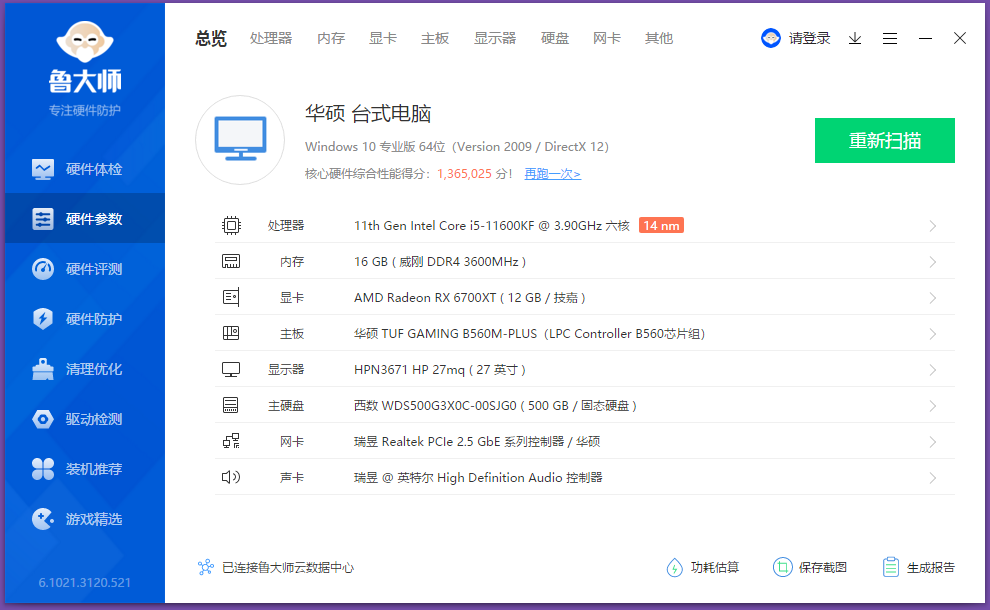 鲁大师
专注硬件防护
硬件体检
硬件参数
硬件评测
硬件防护
清理优化
驱动检测
装机推荐
游戏精选
6.1021.3120.521
总览 处理器 内存 显卡 主板 显示器 硬盘 网卡 其他 请登录
华硕 台式电脑
Windows 10 专业版 64位（Version 2009 / DirectX 12）
核心硬件综合性能得分：1,365,025 分！ 再跑一次>
重新扫描
处理器 11th Gen Intel Core i5-11600KF @ 3.90GHz 六核 14 nm
内存 16 GB ( 威刚 DDR4 3600MHz )
显卡 AMD Radeon RX 6700XT ( 12 GB / 技嘉 )
主板 华硕 TUF GAMING B560M-PLUS（LPC Controller B560芯片组）
显示器 HPN3671 HP 27mq ( 27 英寸 )
主硬盘 西数 WDS500G3X0C-00SJG0 ( 500 GB / 固态硬盘 )
网卡 瑞昱 Realtek PCIe 2.5 GbE 系列控制器 / 华硕
声卡 瑞昱 @ 英特尔 High Definition Audio 控制器
已连接鲁大师云数据中心 功耗估算 保存截图 生成报告